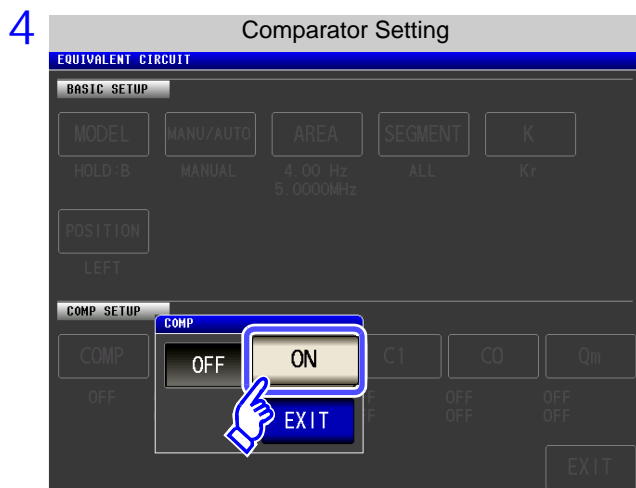 4
Comparator Setting
EQUIVALENT CIRCUIT
BASIC SETUP
MODEL MANU/AUTO AREA SEGMENT K
HOLD:B MANUAL 4.00 Hz ALL Kr
5.0000MHz
POSITION
LEFT
COMP SETUP
COMP
COMP OFF ON C1 C0 Qm
OFF OFF OFF
EXIT OFF OFF
EXIT